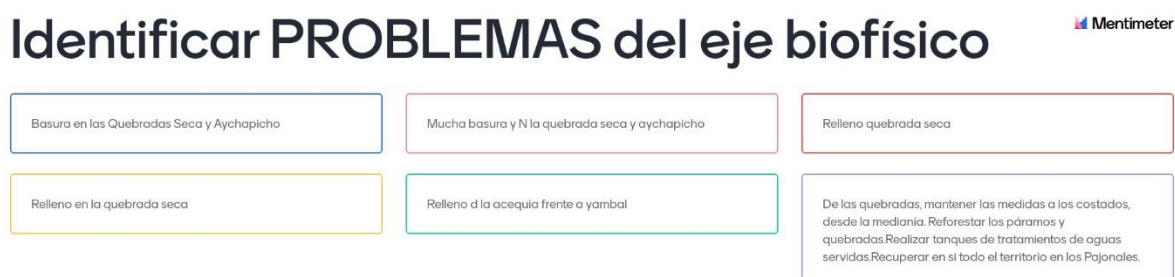 Identificar PROBLEMAS del eje biofísico
Mentimeter
Basura en las Quebradas Seca y Aychapicho
Mucha basura y N la quebrada seca y aychapicho
Relleno quebrada seca
Relleno en la quebrada seca
Relleno d la acequia frente a yambal
De las quebradas, mantener las medidas a los costados,
desde la medianía. Reforestar los páramos y
quebradas.Realizar tanques de tratamientos de aguas
servidas.Recuperar en si todo el territorio en los Pajonales.